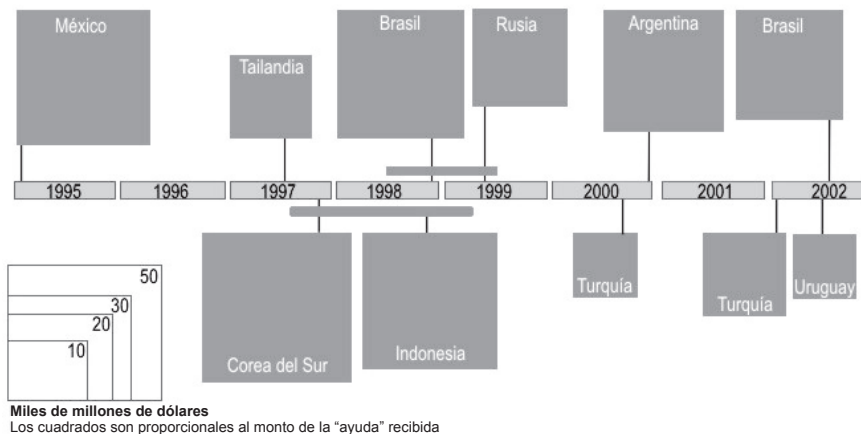 México
Tailandia
Brasil
Rusia
Argentina
Brasil
1995 1996 1997 1998 1999 2000 2001 2002
Corea del Sur
Indonesia
Turquía
Turquía
Uruguay
50
30
20
10
Miles de millones de dólares
Los cuadrados son proporcionales al monto de la “ayuda” recibida